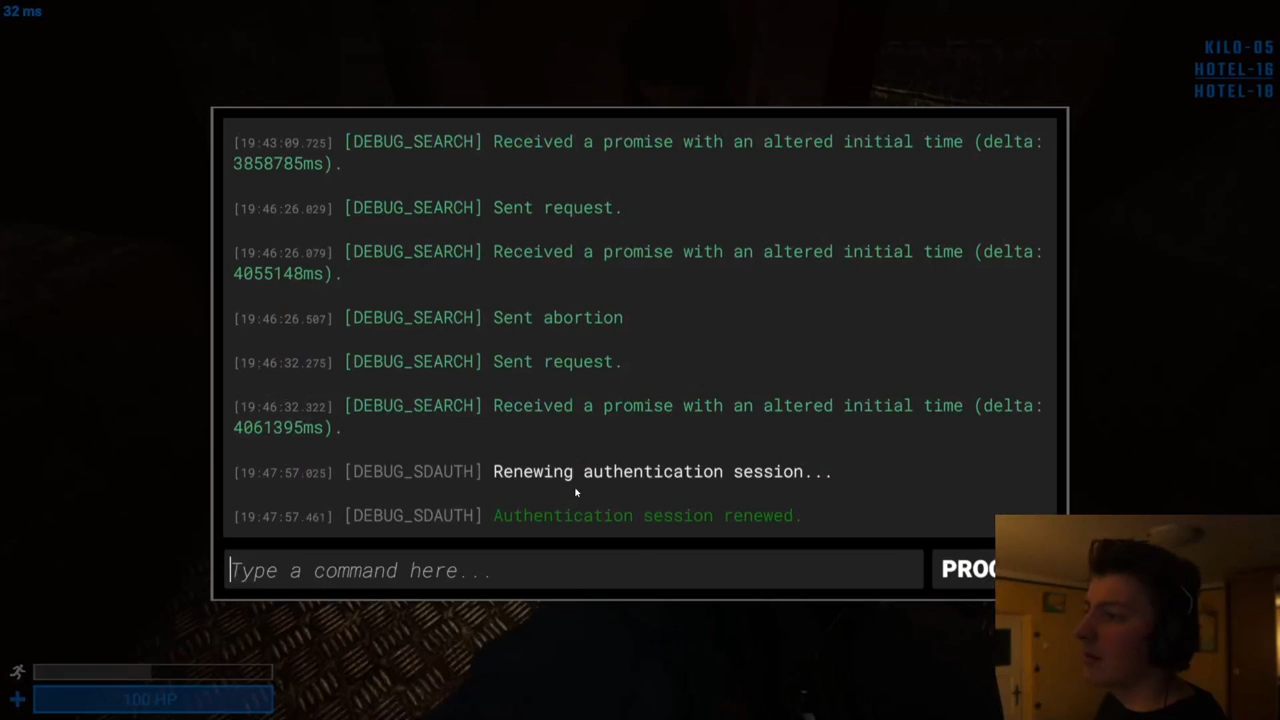 32 ms
KILO-05
HOTEL-16
HOTEL-18
[19:43:09.725] [DEBUG_SEARCH] Received a promise with an altered initial time (delta:
3858785ms).
[19:46:26.029] [DEBUG_SEARCH] Sent request.
[19:46:26.079] [DEBUG_SEARCH] Received a promise with an altered initial time (delta:
4055148ms).
[19:46:26.507] [DEBUG_SEARCH] Sent abortion
[19:46:32.275] [DEBUG_SEARCH] Sent request.
[19:46:32.322] [DEBUG_SEARCH] Received a promise with an altered initial time (delta:
4061395ms).
[19:47:57.025] [DEBUG_SDAUTH] Renewing authentication session...
[19:47:57.461] [DEBUG_SDAUTH] Authentication session renewed.
Type a command here...
100 HP